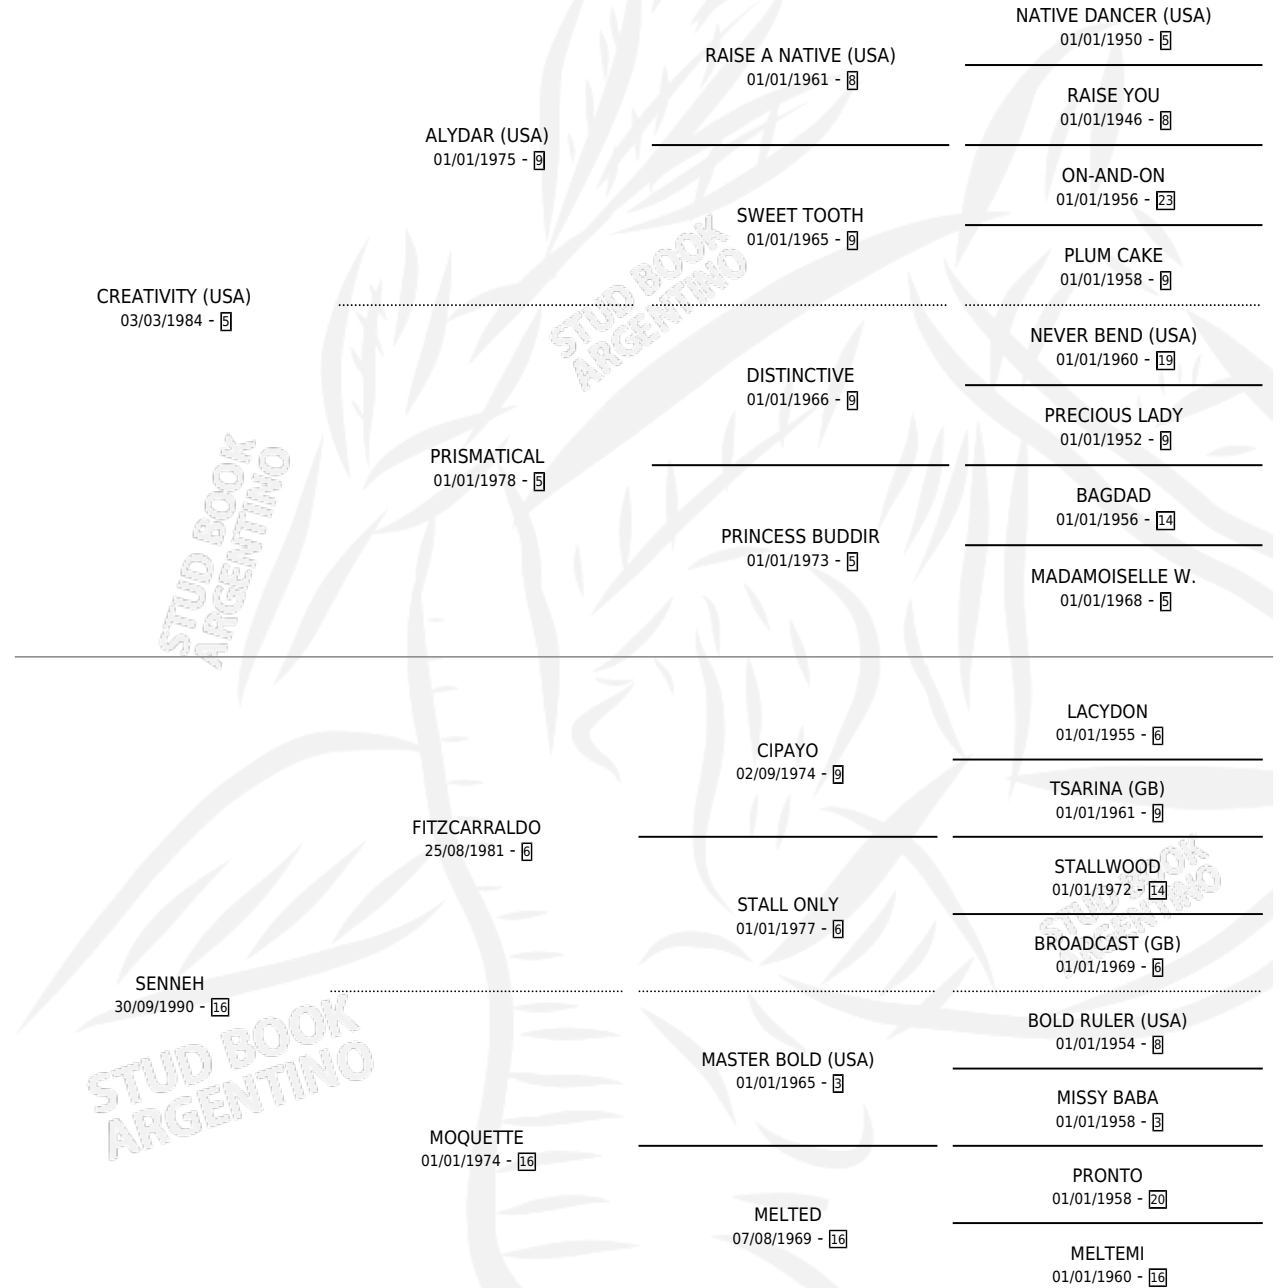 NATIVE DANCER (USA)
01/01/1950 - 5
RAISE A NATIVE (USA)
01/01/1961 - 8
RAISE YOU
01/01/1946 - 8
ALYDAR (USA)
01/01/1975 - 9
ON-AND-ON
01/01/1956 - 23
SWEET TOOTH
01/01/1965 - 9
PLUM CAKE
01/01/1958 - 9
CREATIVITY (USA)
03/03/1984 - 5
NEVER BEND (USA)
01/01/1960 - 19
DISTINCTIVE
01/01/1966 - 9
PRECIOUS LADY
01/01/1952 - 9
PRISMATICAL
01/01/1978 - 5
BAGDAD
01/01/1956 - 14
PRINCESS BUDDIR
01/01/1973 - 5
MADAMOISELLE W.
01/01/1968 - 5
LACYDON
01/01/1955 - 6
CIPAYO
02/09/1974 - 9
TSARINA (GB)
01/01/1961 - 9
FITZCARRALDO
25/08/1981 - 6
STALLWOOD
01/01/1972 - 14
STALL ONLY
01/01/1977 - 6
BROADCAST (GB)
01/01/1969 - 6
SENNEH
30/09/1990 - 16
BOLD RULER (USA)
01/01/1954 - 8
MASTER BOLD (USA)
01/01/1965 - 3
MISSY BABA
01/01/1958 - 3
MOQUETTE
01/01/1974 - 16
PRONTO
01/01/1958 - 20
MELTED
07/08/1969 - 16
MELTEMI
01/01/1960 - 16
STUD BOOK
ARGENTINO
STUD BOOK
ARGENTINO
STUD BOOK
ARGENTINO
STUD BOOK
ARGENTINO